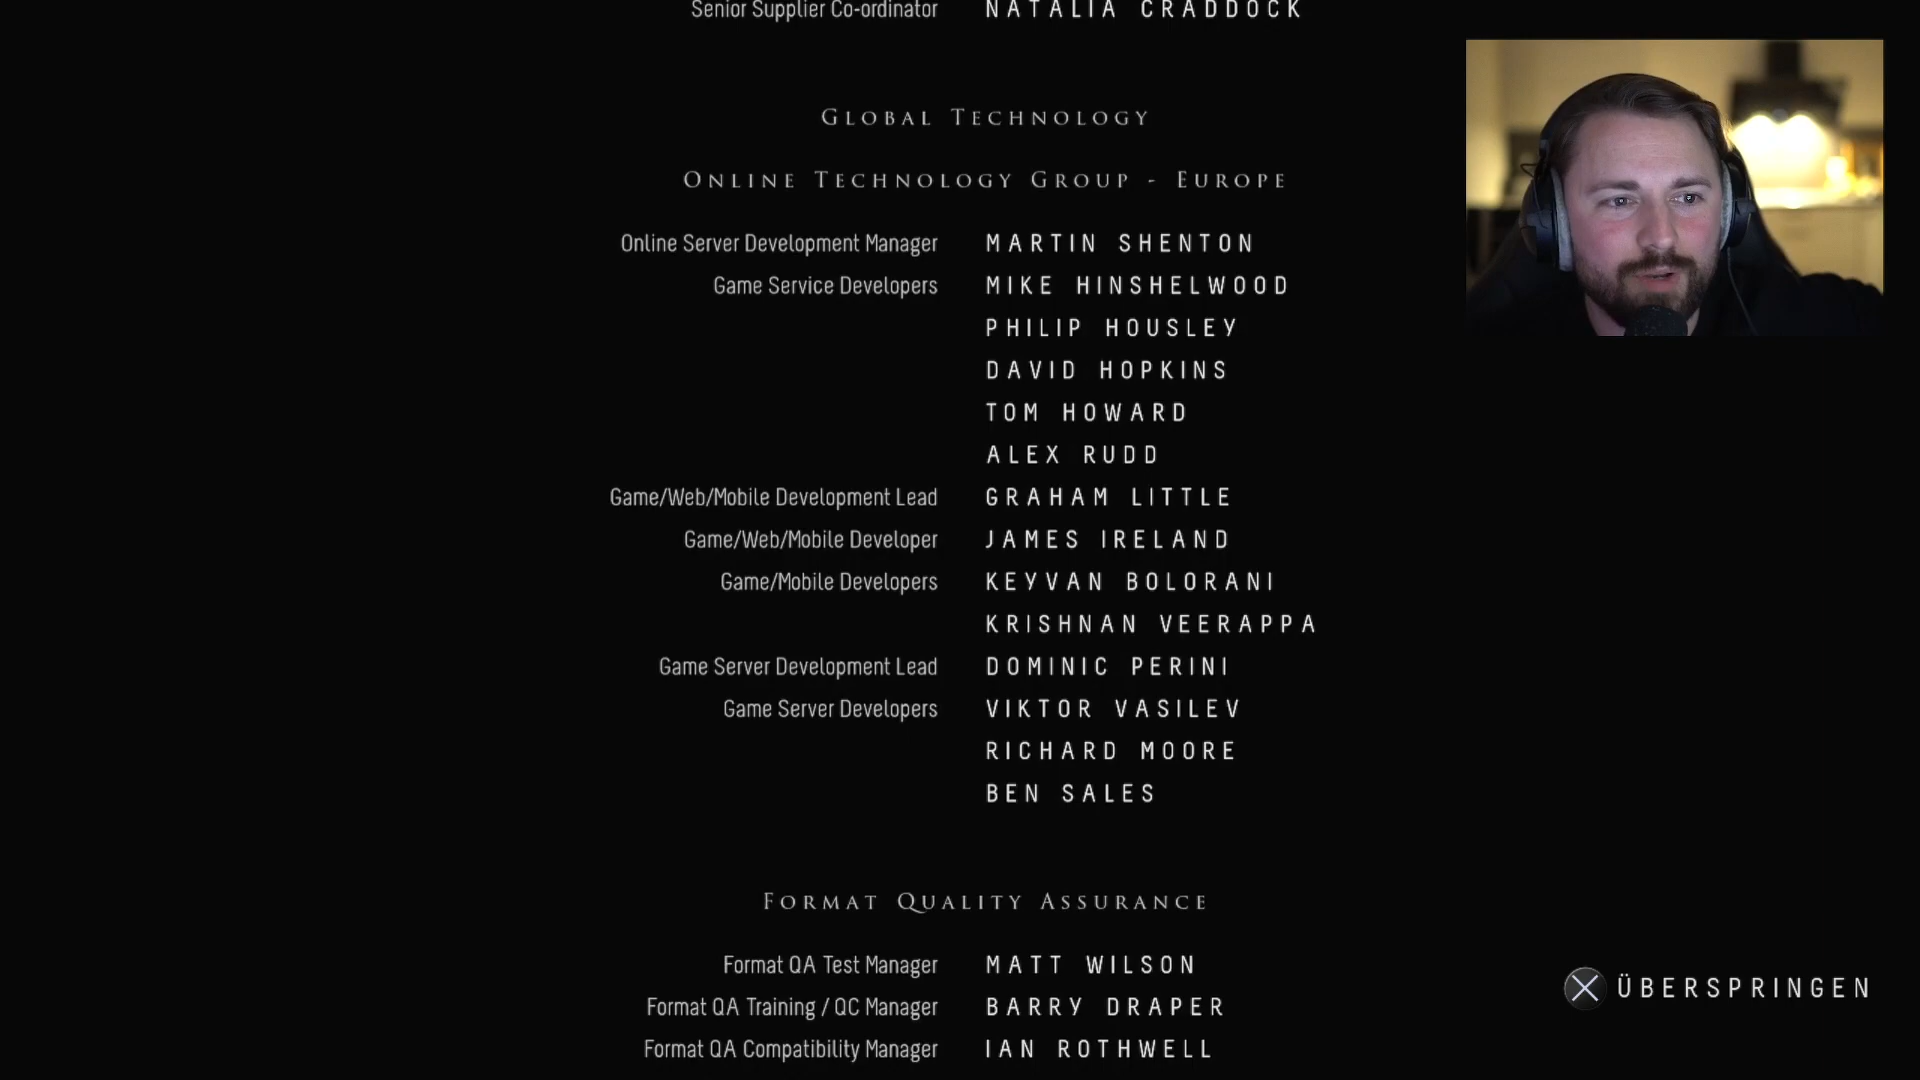 Senior Supplier Co-ordinator NATALIA CRADDOCK
GLOBAL TECHNOLOGY
ONLINE TECHNOLOGY GROUP - EUROPE
Online Server Development Manager MARTIN SHENTON
Game Service Developers MIKE HINSHELWOOD
PHILIP HOUSLEY
DAVID HOPKINS
TOM HOWARD
ALEX RUDD
Game/Web/Mobile Development Lead GRAHAM LITTLE
Game/Web/Mobile Developer JAMES IRELAND
Game/Mobile Developers KEYVAN BOLORANI
KRISHNAN VEERAPPA
Game Server Development Lead DOMINIC PERINI
Game Server Developers VIKTOR VASILEV
RICHARD MOORE
BEN SALES
FORMAT QUALITY ASSURANCE
Format QA Test Manager MATT WILSON
Format QA Training / QC Manager BARRY DRAPER
Format QA Compatibility Manager IAN ROTHWELL
ÜBERSPRINGEN